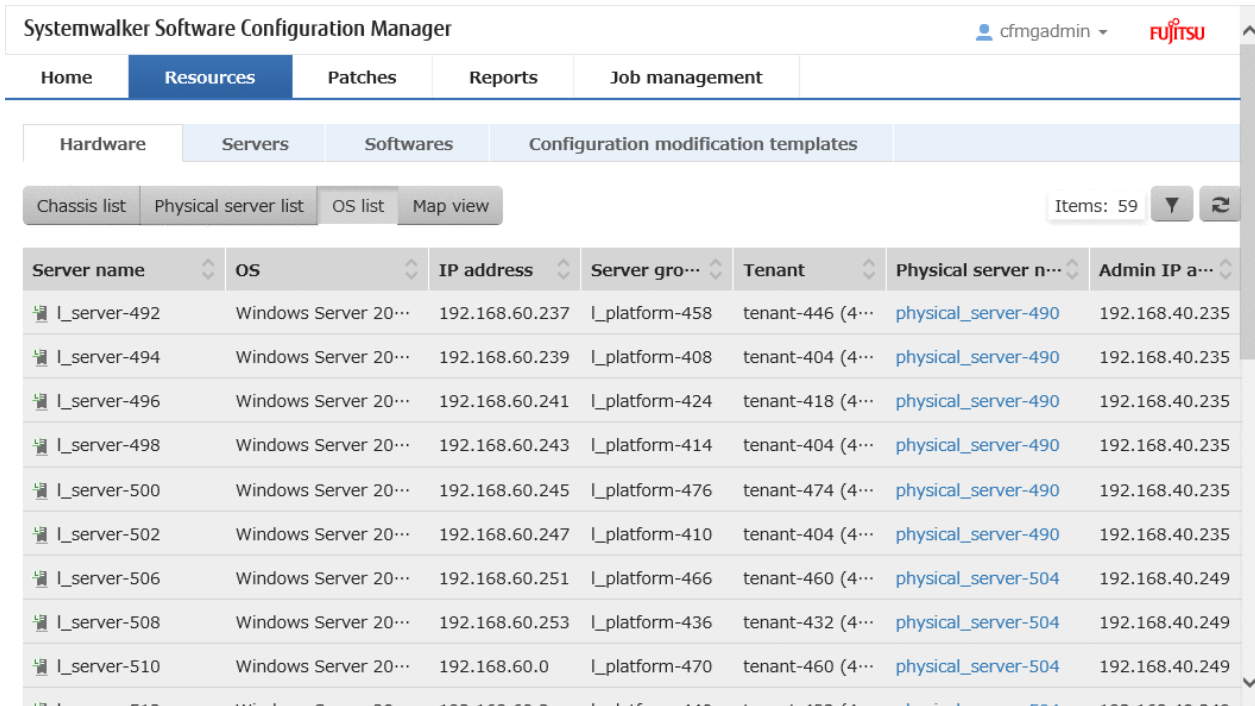 Systemwalker Software Configuration Manager cfmgadmin FUJITSU
Home Resources Patches Reports Job management
Hardware Servers Softwares Configuration modification templates
Chassis list Physical server list OS list Map view Items: 59
Server name OS IP address Server gro··· Tenant Physical server n··· Admin IP a···
l_server-492 Windows Server 20··· 192.168.60.237 l_platform-458 tenant-446 (4··· physical_server-490 192.168.40.235
l_server-494 Windows Server 20··· 192.168.60.239 l_platform-408 tenant-404 (4··· physical_server-490 192.168.40.235
l_server-496 Windows Server 20··· 192.168.60.241 l_platform-424 tenant-418 (4··· physical_server-490 192.168.40.235
l_server-498 Windows Server 20··· 192.168.60.243 l_platform-414 tenant-404 (4··· physical_server-490 192.168.40.235
l_server-500 Windows Server 20··· 192.168.60.245 l_platform-476 tenant-474 (4··· physical_server-490 192.168.40.235
l_server-502 Windows Server 20··· 192.168.60.247 l_platform-410 tenant-404 (4··· physical_server-490 192.168.40.235
l_server-506 Windows Server 20··· 192.168.60.251 l_platform-466 tenant-460 (4··· physical_server-504 192.168.40.249
l_server-508 Windows Server 20··· 192.168.60.253 l_platform-436 tenant-432 (4··· physical_server-504 192.168.40.249
l_server-510 Windows Server 20··· 192.168.60.0 l_platform-470 tenant-460 (4··· physical_server-504 192.168.40.249